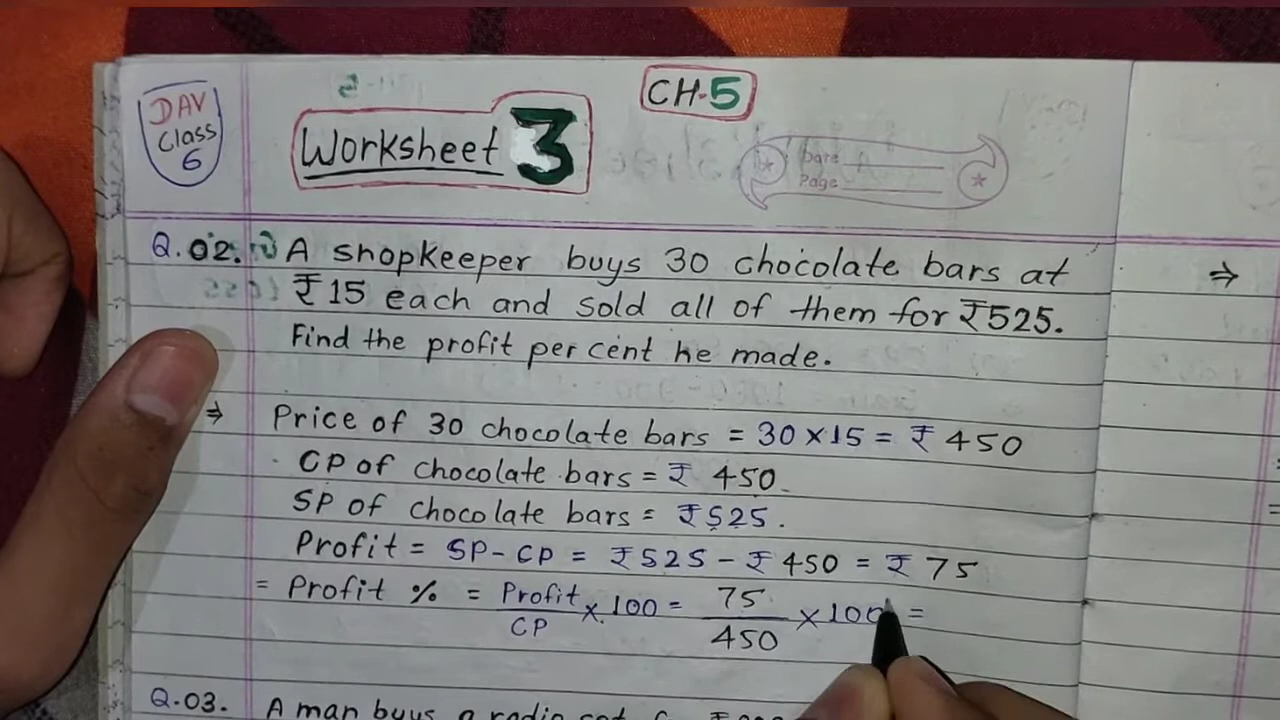 CH-5
DAV
Class
6
Worksheet 3
Date
Page
Q.02. i) A shopkeeper buys 30 chocolate bars at
₹15 each and sold all of them for ₹525.
Find the profit per cent he made.
⇒ Price of 30 chocolate bars = 30 × 15 = ₹ 450
CP of chocolate bars = ₹ 450.
SP of chocolate bars = ₹525.
Profit = SP - CP = ₹525 - ₹450 = ₹ 75
= Profit % = Profit/CP × 100 = 75/450 × 100 =
Q.03. A man buys a radio set
⇒